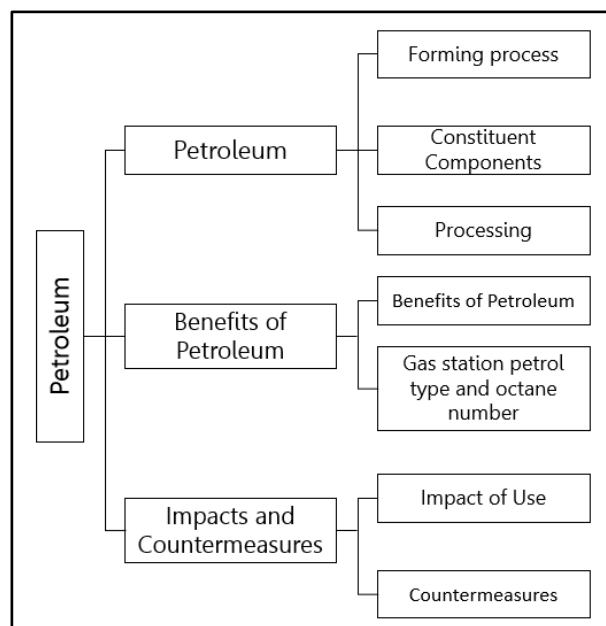 Petroleum
Petroleum
Forming process
Constituent
Components
Processing
Benefits of
Petroleum
Benefits of Petroleum
Gas station petrol
type and octane
number
Impacts and
Countermeasures
Impact of Use
Countermeasures